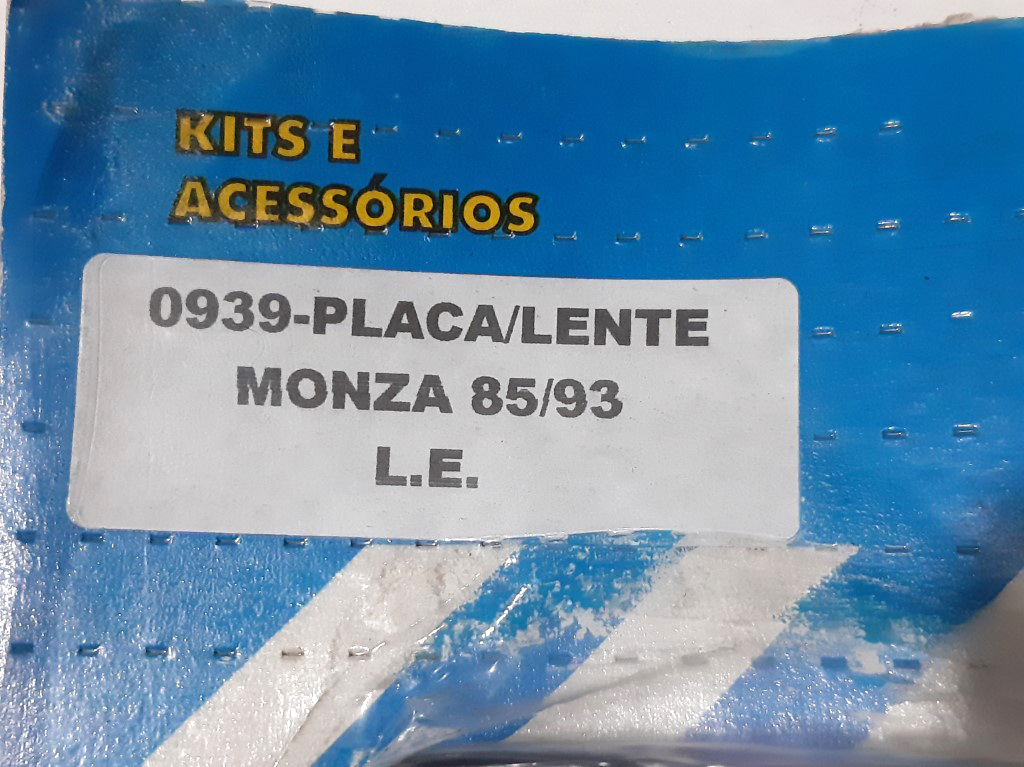 KITS E
ACESSÓRIOS
0939-PLACA/LENTE
MONZA 85/93
L.E.